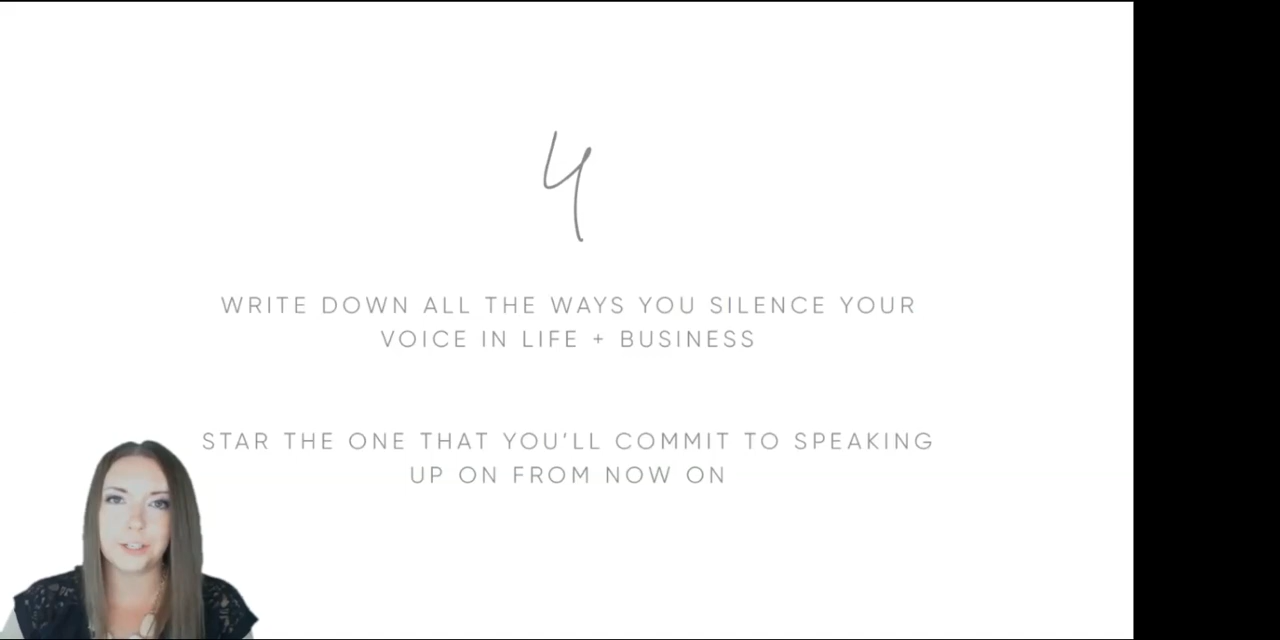 4
WRITE DOWN ALL THE WAYS YOU SILENCE YOUR
VOICE IN LIFE + BUSINESS
STAR THE ONE THAT YOU'LL COMMIT TO SPEAKING
UP ON FROM NOW ON